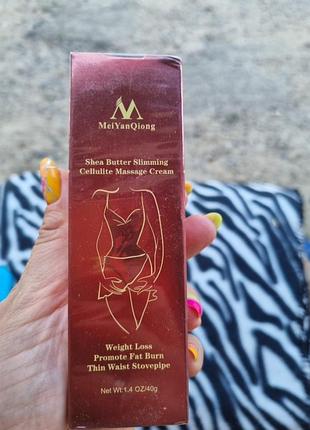 MeiYanQiong
Shea Butter Slimming
Cellulite Massage Cream
Weight Loss
Promote Fat Burn
Thin Waist Stovepipe
Net Wt:1.4 OZ/40g